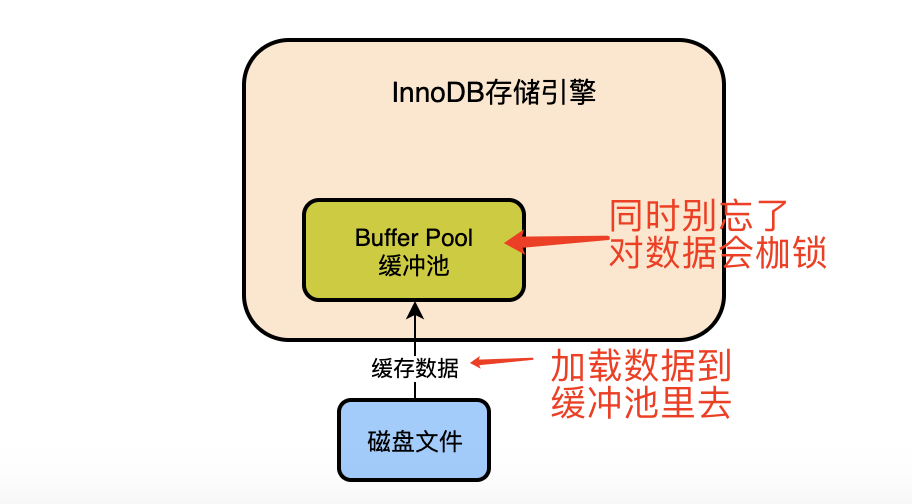 InnoDB存储引擎
Buffer Pool
缓冲池
同时别忘了
对数据会枷锁
缓存数据
加载数据到
缓冲池里去
磁盘文件